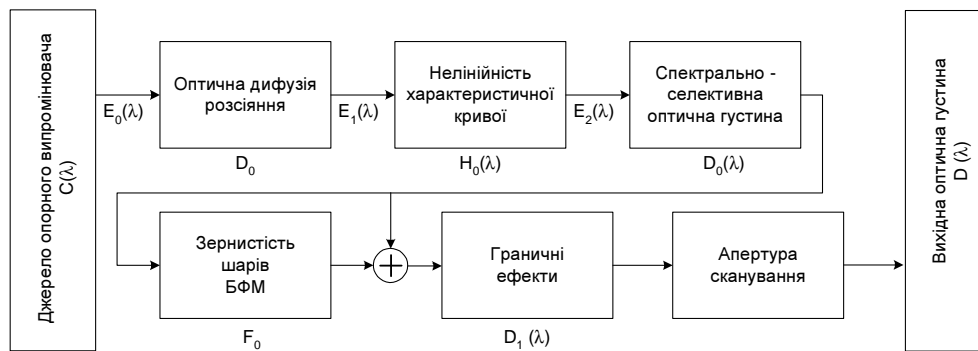 Джерело опорного випромінювача
C(λ)
E₀(λ)
Оптична дифузія
розсіяння
D₀
E₁(λ)
Нелінійність
характеристичної
кривої
H₀(λ)
E₂(λ)
Спектрально -
селективна
оптична густина
D₀(λ)
Зернистість
шарів
БФМ
F₀
Граничні
ефекти
D₁ (λ)
Апертура
сканування
Вихідна оптична густина
D (λ)